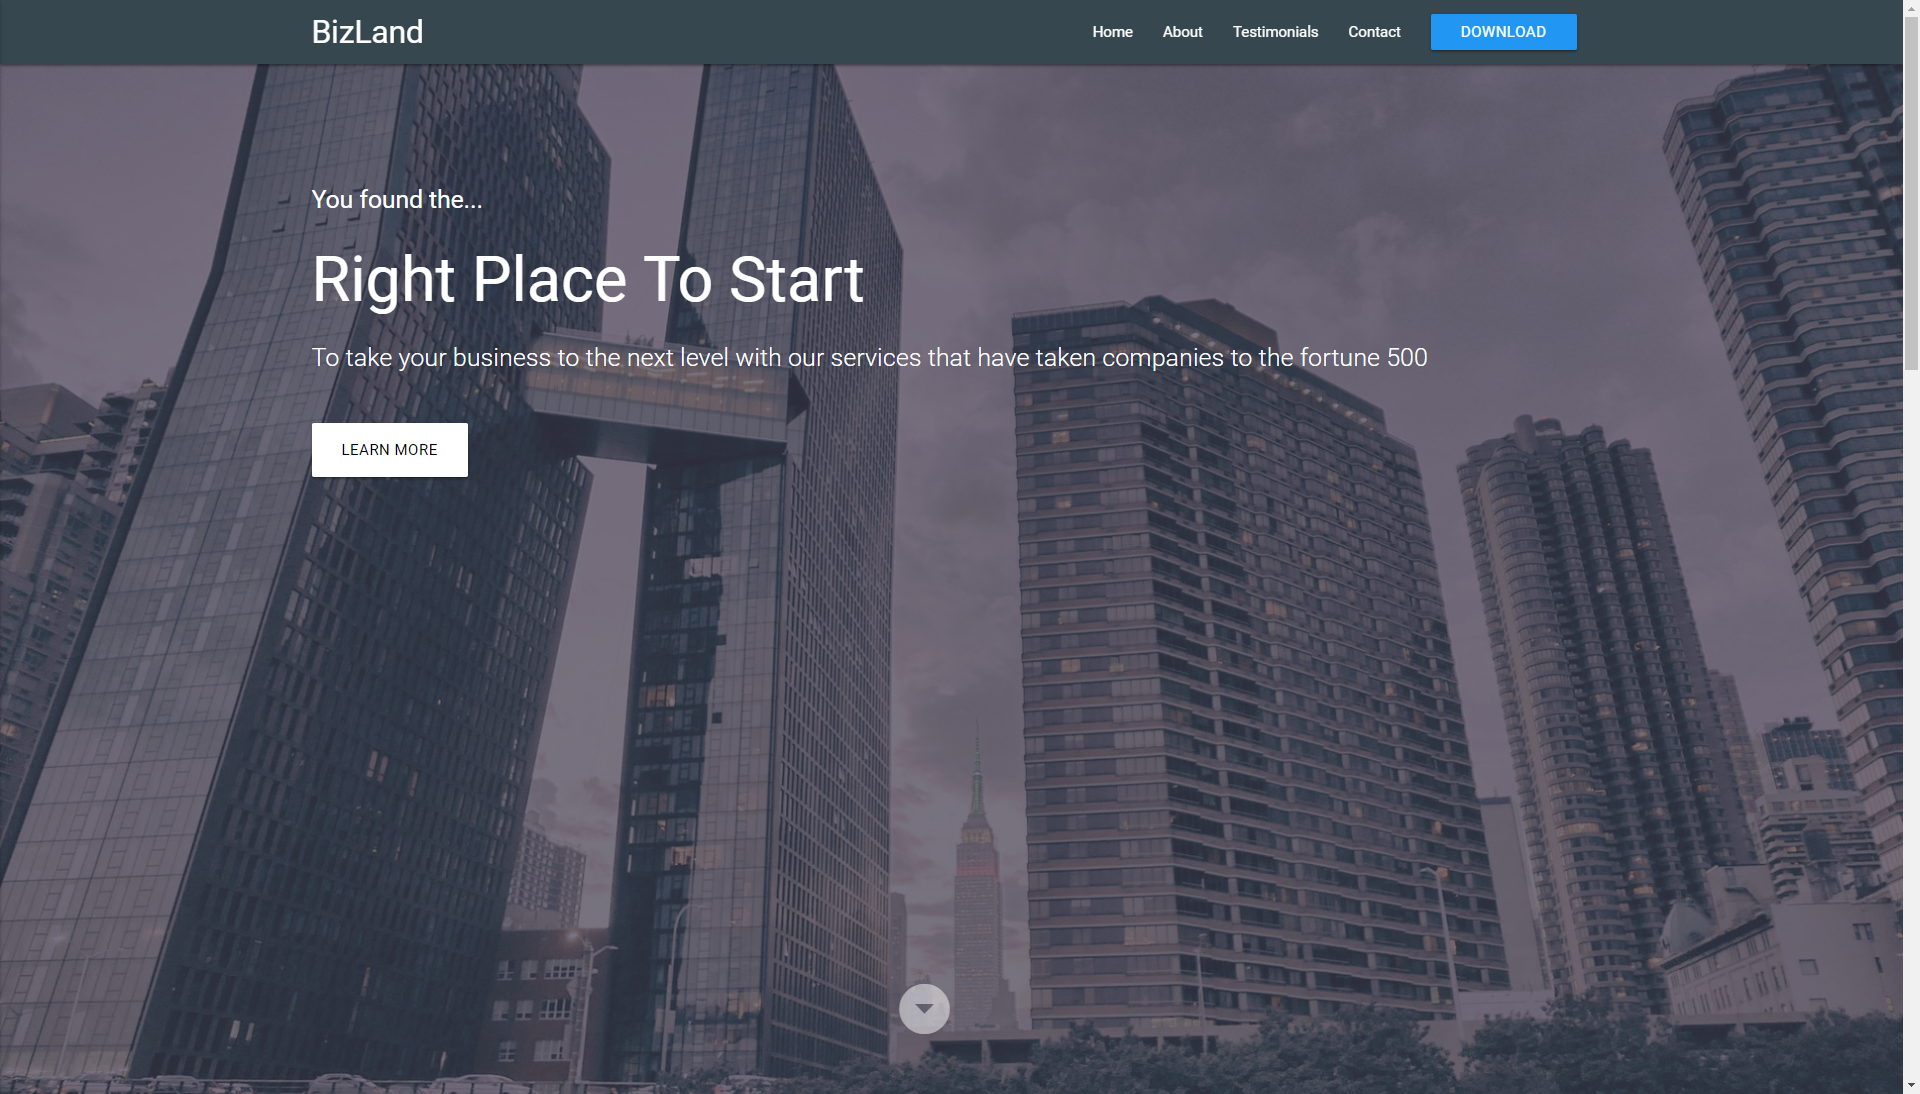 BizLand
Home About Testimonials Contact DOWNLOAD
You found the...
Right Place To Start
To take your business to the next level with our services that have taken companies to the fortune 500
LEARN MORE